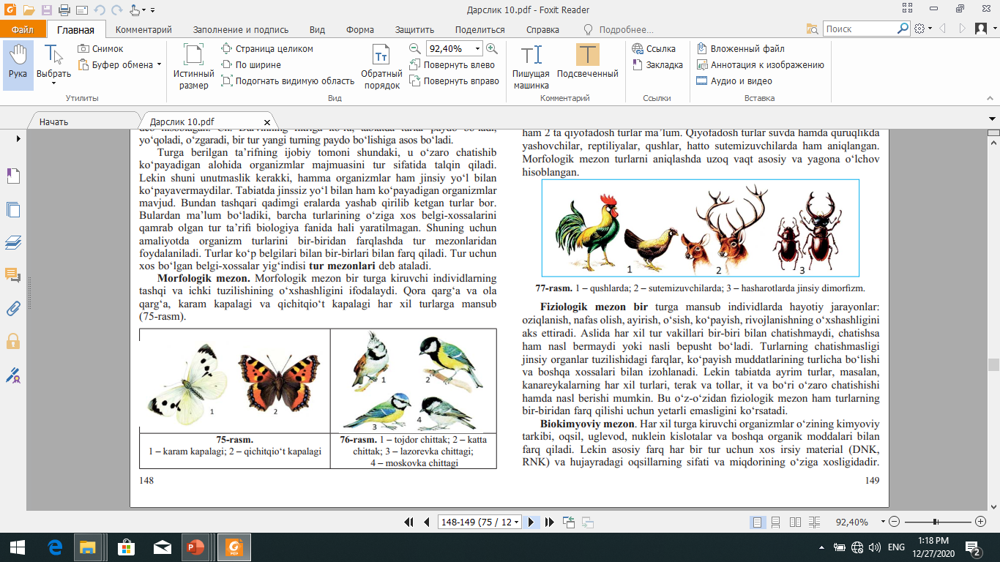 Дарслик 10.pdf - Foxit Reader
Файл
Главная
Комментарий
Заполнение и подпись
Вид
Форма
Защитить
Поделиться
Справка
Подробнее...
Поиск
Рука
Выбрать
Снимок
Буфер обмена
Утилиты
Истинный размер
Страница целиком
По ширине
Подогнать видимую область
Обратный порядок
92,40%
Повернуть влево
Повернуть вправо
Вид
Пишущая машинка
Подсвеченный
Комментарий
Ссылка
Закладка
Ссылки
Вложенный файл
Аннотация к изображению
Аудио и видео
Вставка
Начать
Дарслик 10.pdf
yo‘qoladi, o‘zgaradi, bir tur yangi turning paydo bo‘lishiga asos bo‘ladi.
Turga berilgan ta’rifning ijobiy tomoni shundaki, u o‘zaro chatishib
ko‘payadigan alohida organizmlar majmuasini tur sifatida talqin qiladi.
Lekin shuni unutmaslik kerakki, hamma organizmlar ham jinsiy yo‘l bilan
ko‘payavermaydilar. Tabiatda jinssiz yo‘l bilan ham ko‘payadigan organizmlar
mavjud. Bundan tashqari qadimgi eralarda yashab qirilib ketgan turlar bor.
Bulardan ma’lum bo‘ladiki, barcha turlarining o‘ziga xos belgi-xossalarini
qamrab olgan tur ta’rifi biologiya fanida hali yaratilmagan. Shuning uchun
amaliyotda organizm turlarini bir-biridan farqlashda tur mezonlaridan
foydalaniladi. Turlar ko‘p belgilari bilan bir-birlari bilan farq qiladi. Tur uchun
xos bo‘lgan belgi-xossalar yig‘indisi tur mezonlari deb ataladi.
Morfologik mezon. Morfologik mezon bir turga kiruvchi individlarning
tashqi va ichki tuzilishining o‘xshashligini ifodalaydi. Qora qarg‘a va ola
qarg‘a, karam kapalagi va qichitqio‘t kapalagi har xil turlarga mansub
(75-rasm).
1
2
1
2
3
4
75-rasm.
1 – karam kapalagi; 2 – qichitqio‘t kapalagi
76-rasm. 1 – tojdor chittak; 2 – katta
chittak; 3 – lazorevka chittagi;
4 – moskovka chittagi
148
ham 2 ta qiyofadosh turlar ma’lum. Qiyofadosh turlar suvda hamda quruqlikda
yashovchilar, reptiliyalar, qushlar, hatto sutemizuvchilarda ham aniqlangan.
Morfologik mezon turlarni aniqlashda uzoq vaqt asosiy va yagona o‘lchov
hisoblangan.
1
2
3
77-rasm. 1 – qushlarda; 2 – sutemizuvchilarda; 3 – hasharotlarda jinsiy dimorfizm.
Fiziologik mezon bir turga mansub individlarda hayotiy jarayonlar:
oziqlanish, nafas olish, ayirish, o‘sish, ko‘payish, rivojlanishning o‘xshashligini
aks ettiradi. Aslida har xil tur vakillari bir-biri bilan chatishmaydi, chatishsa
ham nasl bermaydi yoki nasli bepusht bo‘ladi. Turlarning chatishmasligi
jinsiy organlar tuzilishidagi farqlar, ko‘payish muddatlarining turlicha bo‘lishi
va boshqa xossalari bilan izohlanadi. Lekin tabiatda ayrim turlar, masalan,
kanareykalarning har xil turlari, terak va tollar, it va bo‘ri o‘zaro chatishishi
hamda nasl berishi mumkin. Bu o‘z-o‘zidan fiziologik mezon ham turlarning
bir-biridan farq qilishi uchun yetarli emasligini ko‘rsatadi.
Biokimyoviy mezon. Har xil turga kiruvchi organizmlar o‘zining kimyoviy
tarkibi, oqsil, uglevod, nuklein kislotalar va boshqa organik moddalari bilan
farq qiladi. Lekin asosiy farq har bir tur uchun xos irsiy material (DNK,
RNK) va hujayradagi oqsillarning sifati va miqdorining o‘ziga xosligidadir.
149
148-149 (75 / 12
92,40%
ENG
1:18 PM
12/27/2020
2